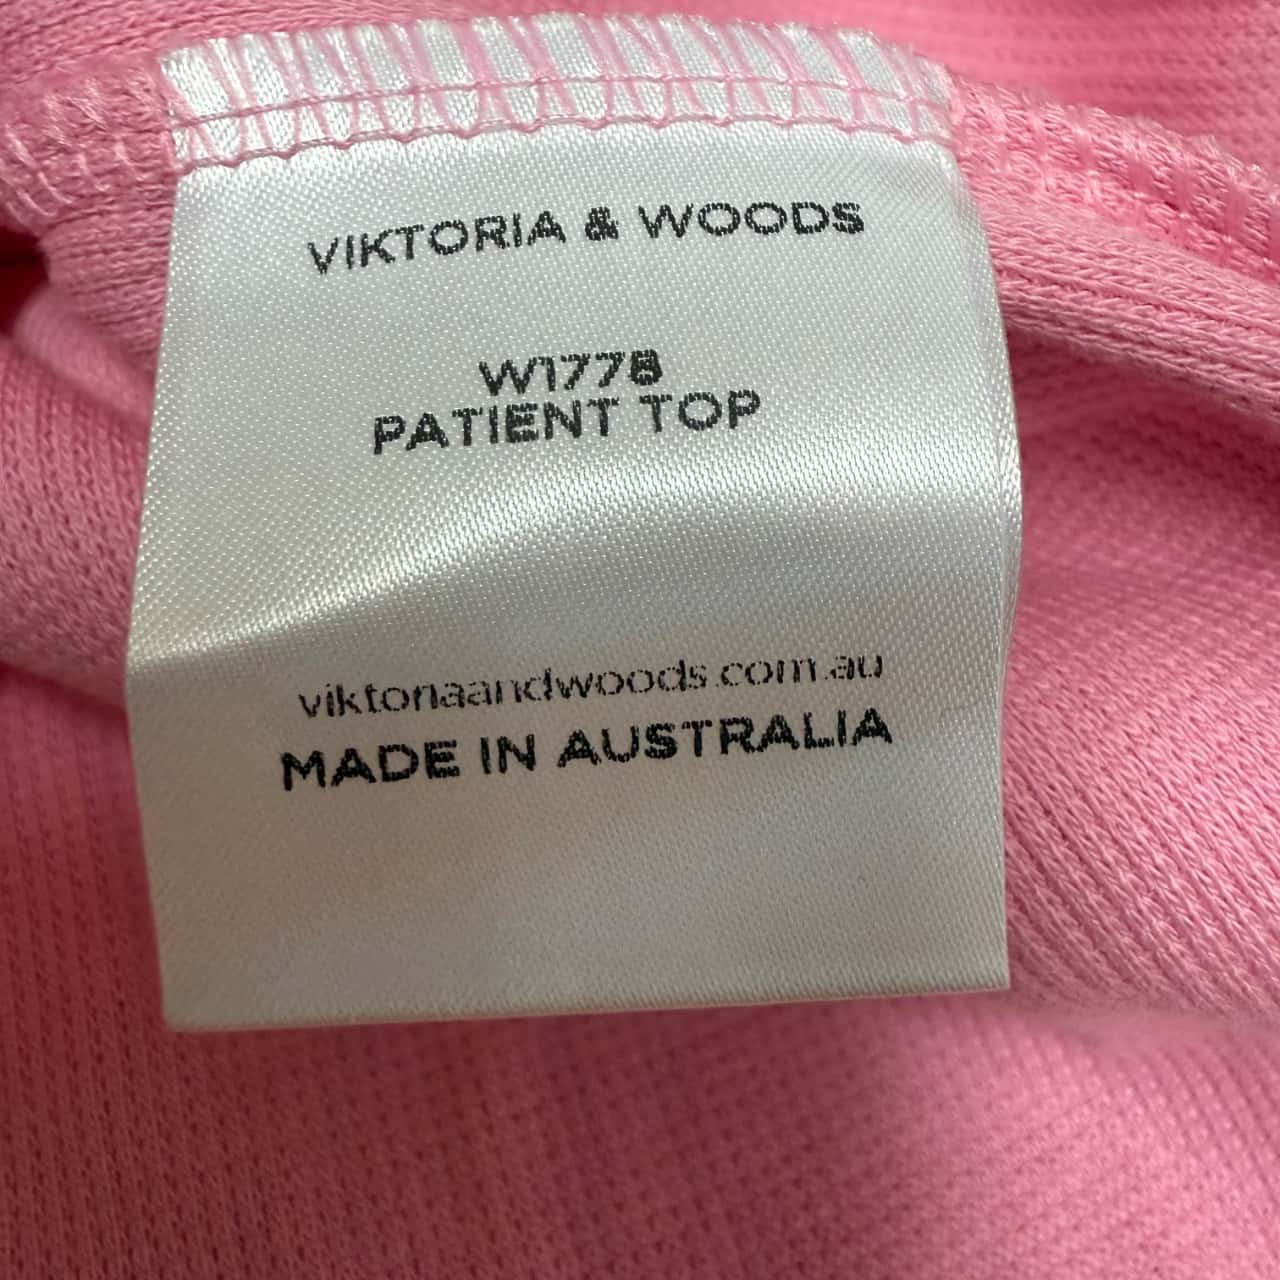 VIKTORIA & WOODS
W1778
PATIENT TOP
viktoriaandwoods.com.au
MADE IN AUSTRALIA